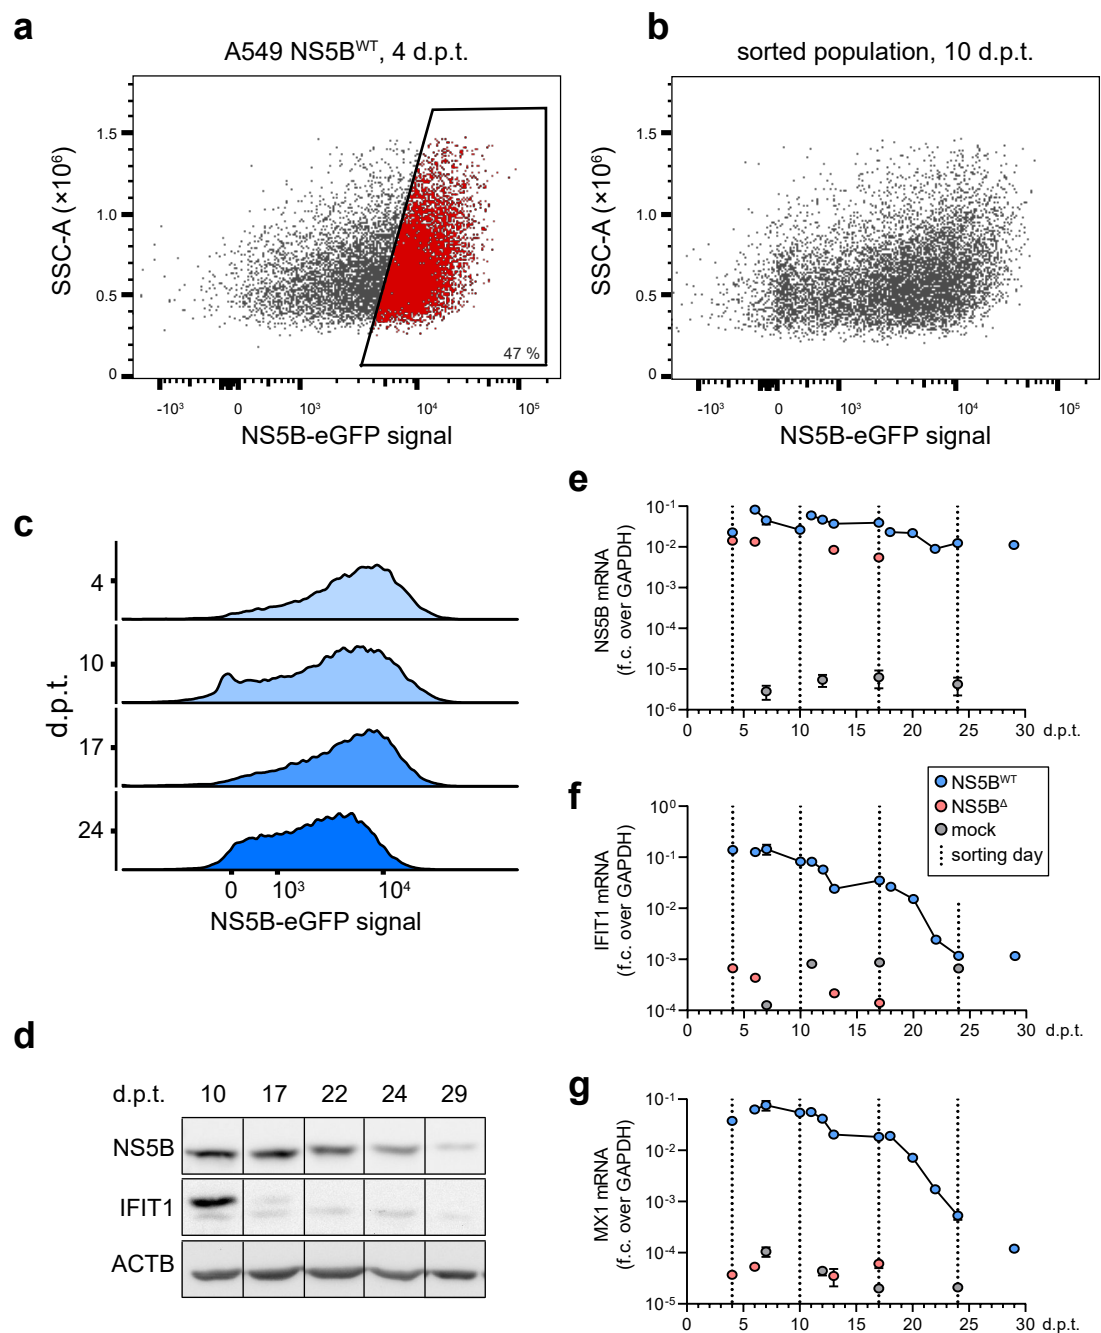 a
A549 NS5Bᵂᵀ, 4 d.p.t.
SSC-A (×10⁶)
1.5
1.0
0.5
0
47 %
-10³ 0 10³ 10⁴ 10⁵
NS5B-eGFP signal
b
sorted population, 10 d.p.t.
SSC-A (×10⁶)
1.5
1.0
0.5
0
-10³ 0 10³ 10⁴ 10⁵
NS5B-eGFP signal
c
d.p.t.
4
10
17
24
0 10³ 10⁴
NS5B-eGFP signal
d
d.p.t. 10 17 22 24 29
NS5B
IFIT1
ACTB
e
NS5B mRNA
(f.c. over GAPDH)
10⁻¹
10⁻²
10⁻³
10⁻⁴
10⁻⁵
10⁻⁶
0 5 10 15 20 25 30 d.p.t.
f
IFIT1 mRNA
(f.c. over GAPDH)
10⁰
10⁻¹
10⁻²
10⁻³
10⁻⁴
0 5 10 15 20 25 30 d.p.t.
NS5Bᵂᵀ
NS5B^Δ
mock
sorting day
g
MX1 mRNA
(f.c. over GAPDH)
10⁻¹
10⁻²
10⁻³
10⁻⁴
10⁻⁵
0 5 10 15 20 25 30 d.p.t.